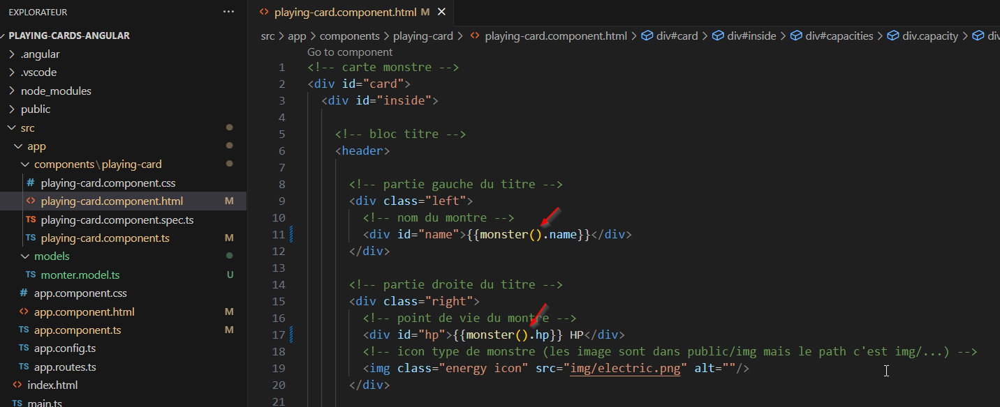 EXPLORATEUR
PLAYING-CARDS-ANGULAR
.angular
.vscode
node_modules
public
src
app
components\playing-card
# playing-card.component.css
<> playing-card.component.html M
TS playing-card.component.spec.ts
TS playing-card.component.ts M
models
TS monter.model.ts U
# app.component.css
<> app.component.html M
TS app.component.ts M
TS app.config.ts
TS app.routes.ts
<> index.html
TS main.ts
<> playing-card.component.html M
src > app > components > playing-card > <> playing-card.component.html > div#card > div#inside > div#capacities > div.capacity > div
Go to component
1 <!-- carte monstre -->
2 <div id="card">
3 <div id="inside">
4
5 <!-- bloc titre -->
6 <header>
7
8 <!-- partie gauche du titre -->
9 <div class="left">
10 <!-- nom du montre -->
11 <div id="name">{{monster().name}}</div>
12 </div>
13
14 <!-- partie droite du titre -->
15 <div class="right">
16 <!-- point de vie du montre -->
17 <div id="hp">{{monster().hp}} HP</div>
18 <!-- icon type de monstre (les image sont dans public/img mais le path c'est img/...) -->
19 <img class="energy icon" src="img/electric.png" alt=""/>
20 </div>
21